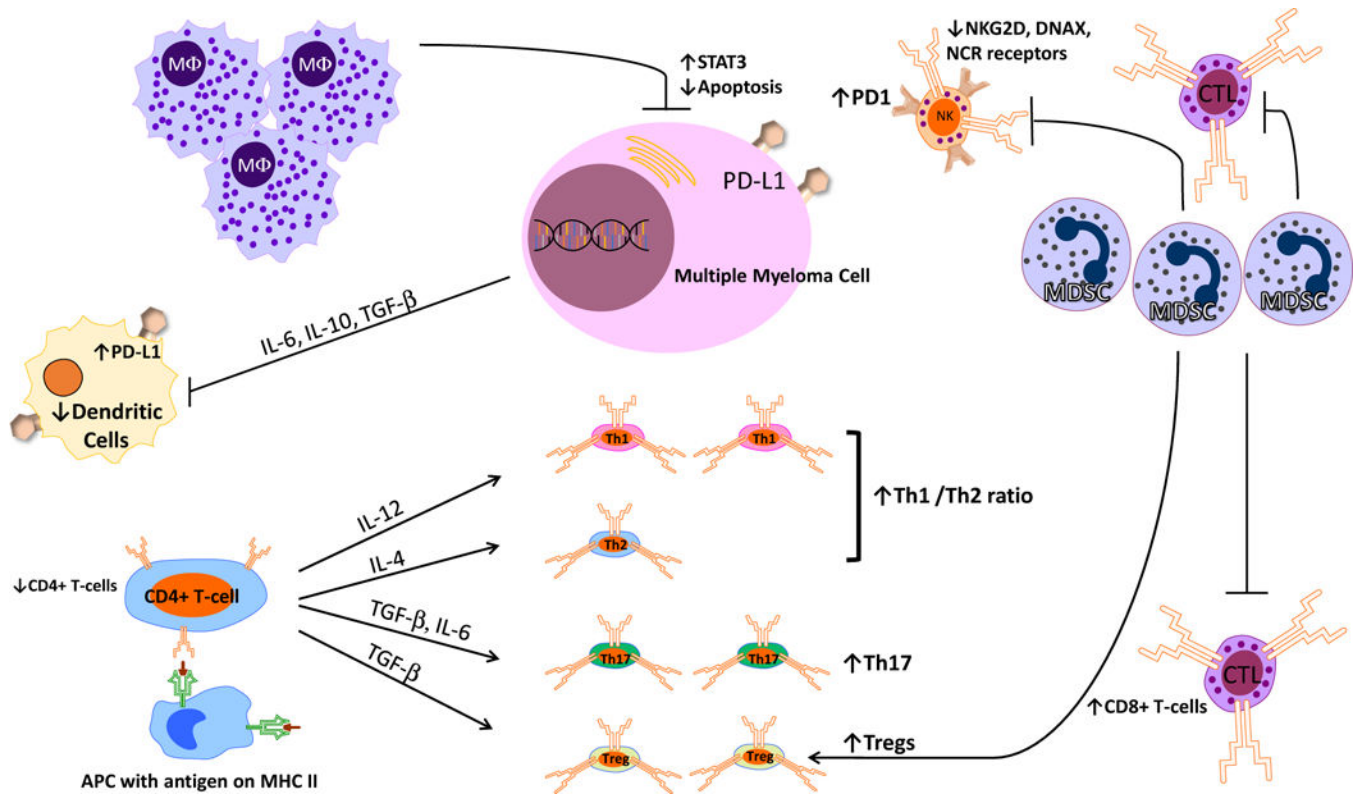 MΦ
MΦ
MΦ
↑STAT3
↓Apoptosis
PD-L1
Multiple Myeloma Cell
↓NKG2D, DNAX,
NCR receptors
↑PD1
NK
CTL
MDSC
MDSC
MDSC
IL-6, IL-10, TGF-β
↑PD-L1
↓Dendritic
Cells
IL-12
IL-4
TGF-β, IL-6
TGF-β
↓CD4+ T-cells
CD4+ T-cell
APC with antigen on MHC II
Th1
Th1
Th2
↑Th1 /Th2 ratio
Th17
Th17
↑Th17
Treg
Treg
↑Tregs
CTL
↑CD8+ T-cells